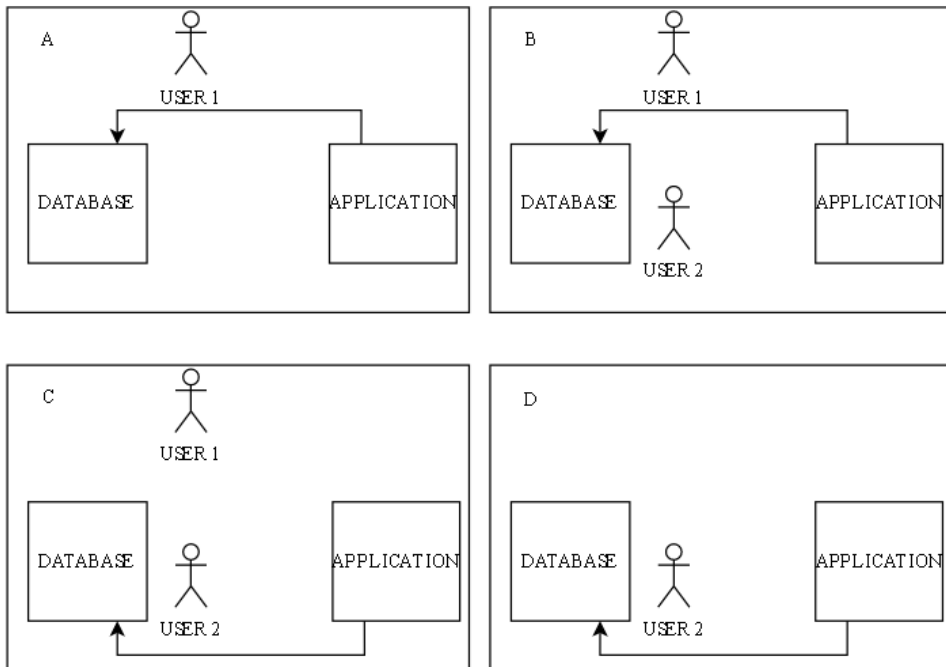 A
USER 1
DATABASE
APPLICATION
B
USER 1
DATABASE
APPLICATION
USER 2
C
USER 1
DATABASE
APPLICATION
USER 2
D
DATABASE
APPLICATION
USER 2